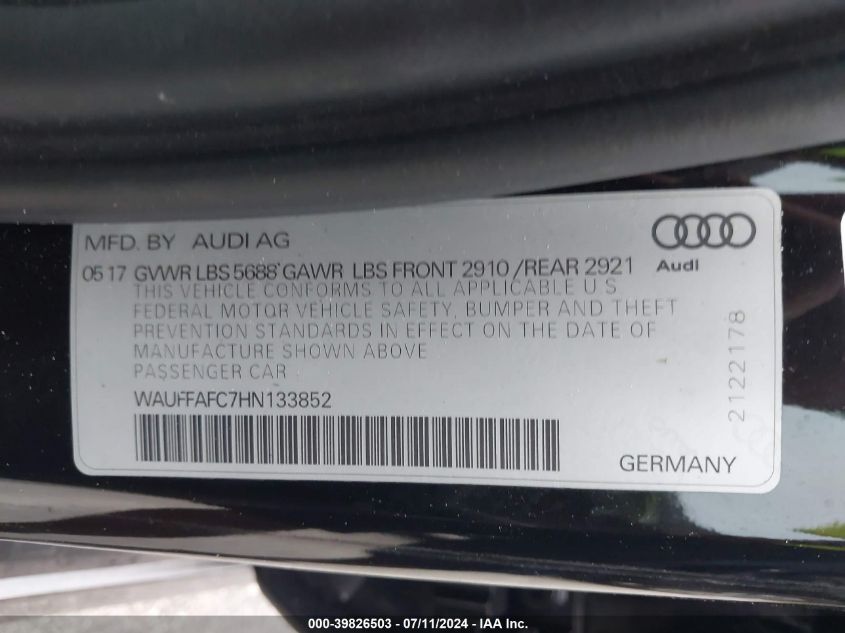 MFD. BY AUDI AG
05 17 GVWR LBS 5688 GAWR LBS FRONT 2910 /REAR 2921
Audi
THIS VEHICLE CONFORMS TO ALL APPLICABLE U S
FEDERAL MOTOR VEHICLE SAFETY, BUMPER AND THEFT
PREVENTION STANDARDS IN EFFECT ON THE DATE OF
MANUFACTURE SHOWN ABOVE
PASSENGER CAR
WAUFFAFC7HN133852
GERMANY
2122178
000-39826503 - 07/11/2024 - IAA Inc.